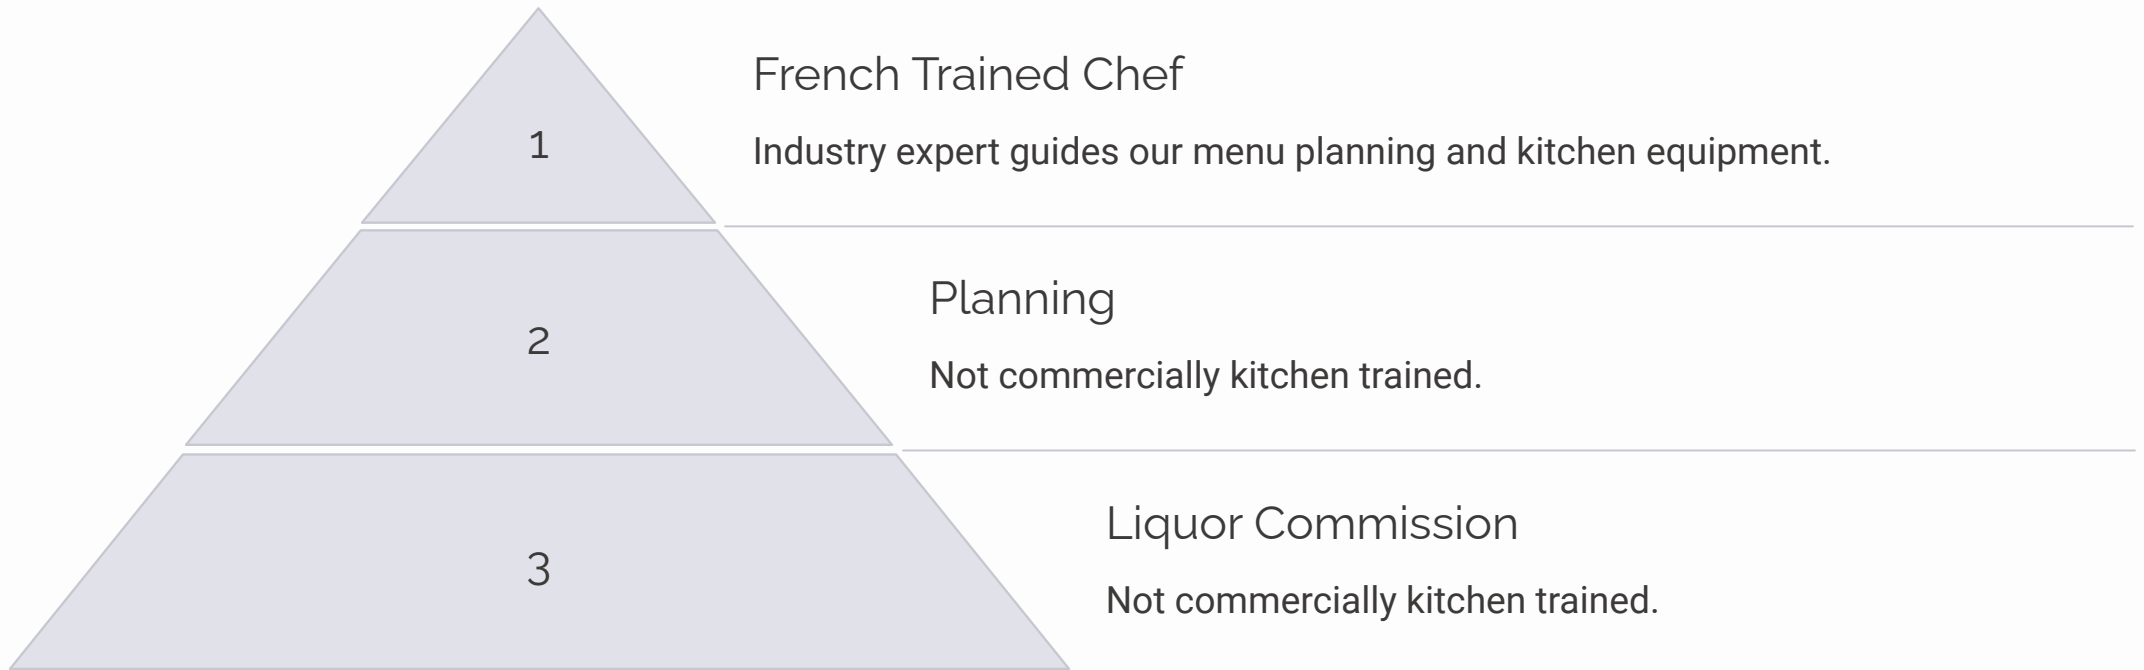 1
French Trained Chef
Industry expert guides our menu planning and kitchen equipment.
2
Planning
Not commercially kitchen trained.
3
Liquor Commission
Not commercially kitchen trained.